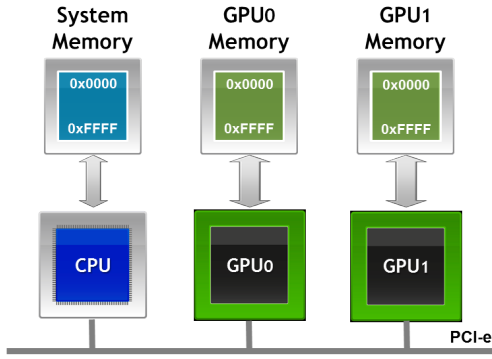 System
Memory
GPU0
Memory
GPU1
Memory
0x0000
0xFFFF
0x0000
0xFFFF
0x0000
0xFFFF
CPU
GPU0
GPU1
PCI-e